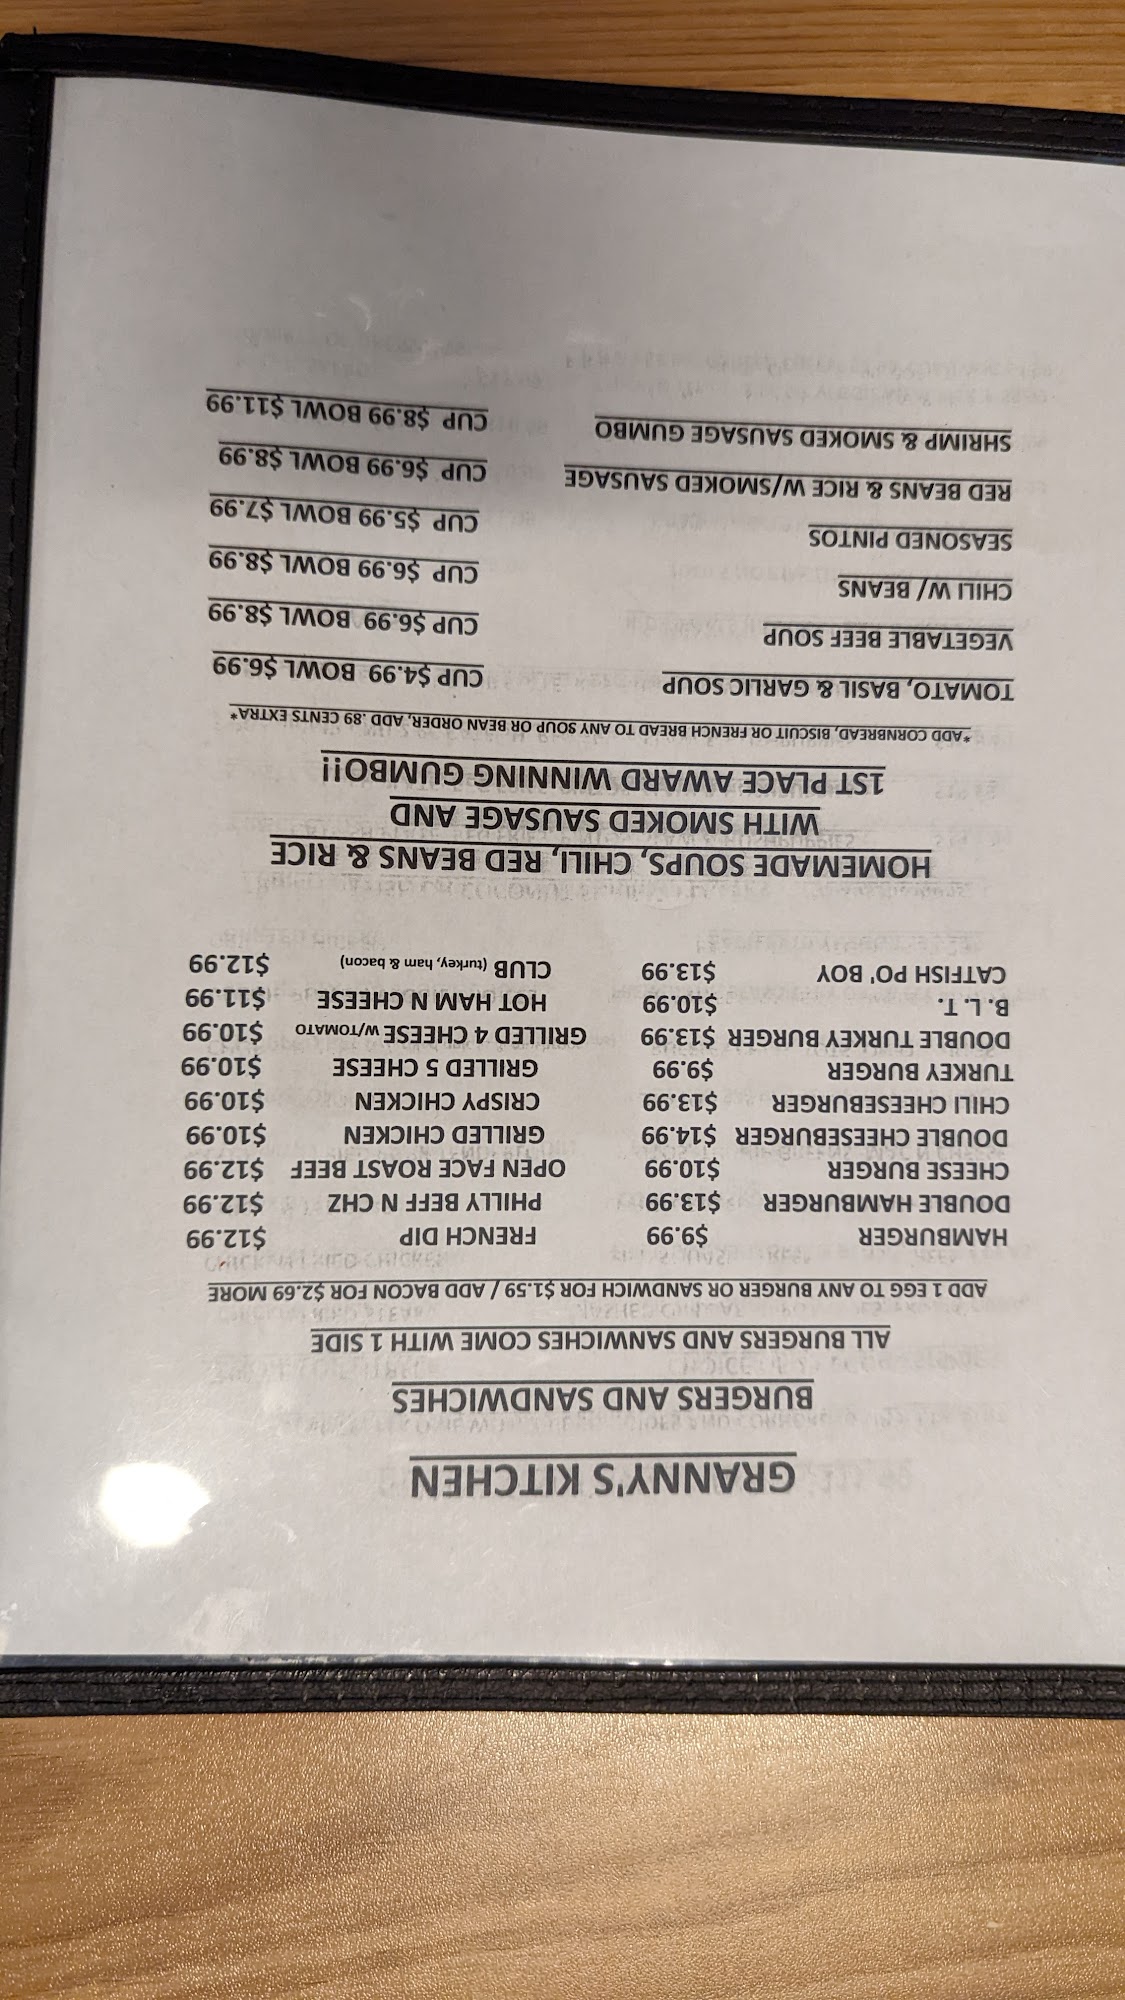 GRANNY'S KITCHEN
BURGERS AND SANDWICHES
ALL BURGERS AND SANWICHES COME WITH 1 SIDE
ADD 1 EGG TO ANY BURGER OR SANDWICH FOR $1.59 / ADD BACON FOR $2.69 MORE
HAMBURGER $9.99 FRENCH DIP $12.99
DOUBLE HAMBURGER $13.99 PHILLY BEFF N CHZ $12.99
CHEESE BURGER $10.99 OPEN FACE ROAST BEEF $12.99
DOUBLE CHEESEBURGER $14.99 GRILLED CHICKEN $10.99
CHILI CHEESEBURGER $13.99 CRISPY CHICKEN $10.99
TURKEY BURGER $9.99 GRILLED 5 CHEESE $10.99
DOUBLE TURKEY BURGER $13.99 GRILLED 4 CHEESE W/TOMATO $10.99
B. L. T. $10.99 HOT HAM N CHEESE $11.99
CATFISH PO' BOY $13.99 CLUB (turkey, ham & bacon) $12.99
HOMEMADE SOUPS, CHILI, RED BEANS & RICE
WITH SMOKED SAUSAGE AND
1ST PLACE AWARD WINNING GUMBO!!
*ADD CORNBREAD, BISCUIT OR FRENCH BREAD TO ANY SOUP OR BEAN ORDER, ADD .89 CENTS EXTRA*
TOMATO, BASIL & GARLIC SOUP CUP $4.99 BOWL $6.99
VEGETABLE BEEF SOUP CUP $6.99 BOWL $8.99
CHILI W/ BEANS CUP $6.99 BOWL $8.99
SEASONED PINTOS CUP $5.99 BOWL $7.99
RED BEANS & RICE W/SMOKED SAUSAGE CUP $6.99 BOWL $8.99
SHRIMP & SMOKED SAUSAGE GUMBO CUP $8.99 BOWL $11.99